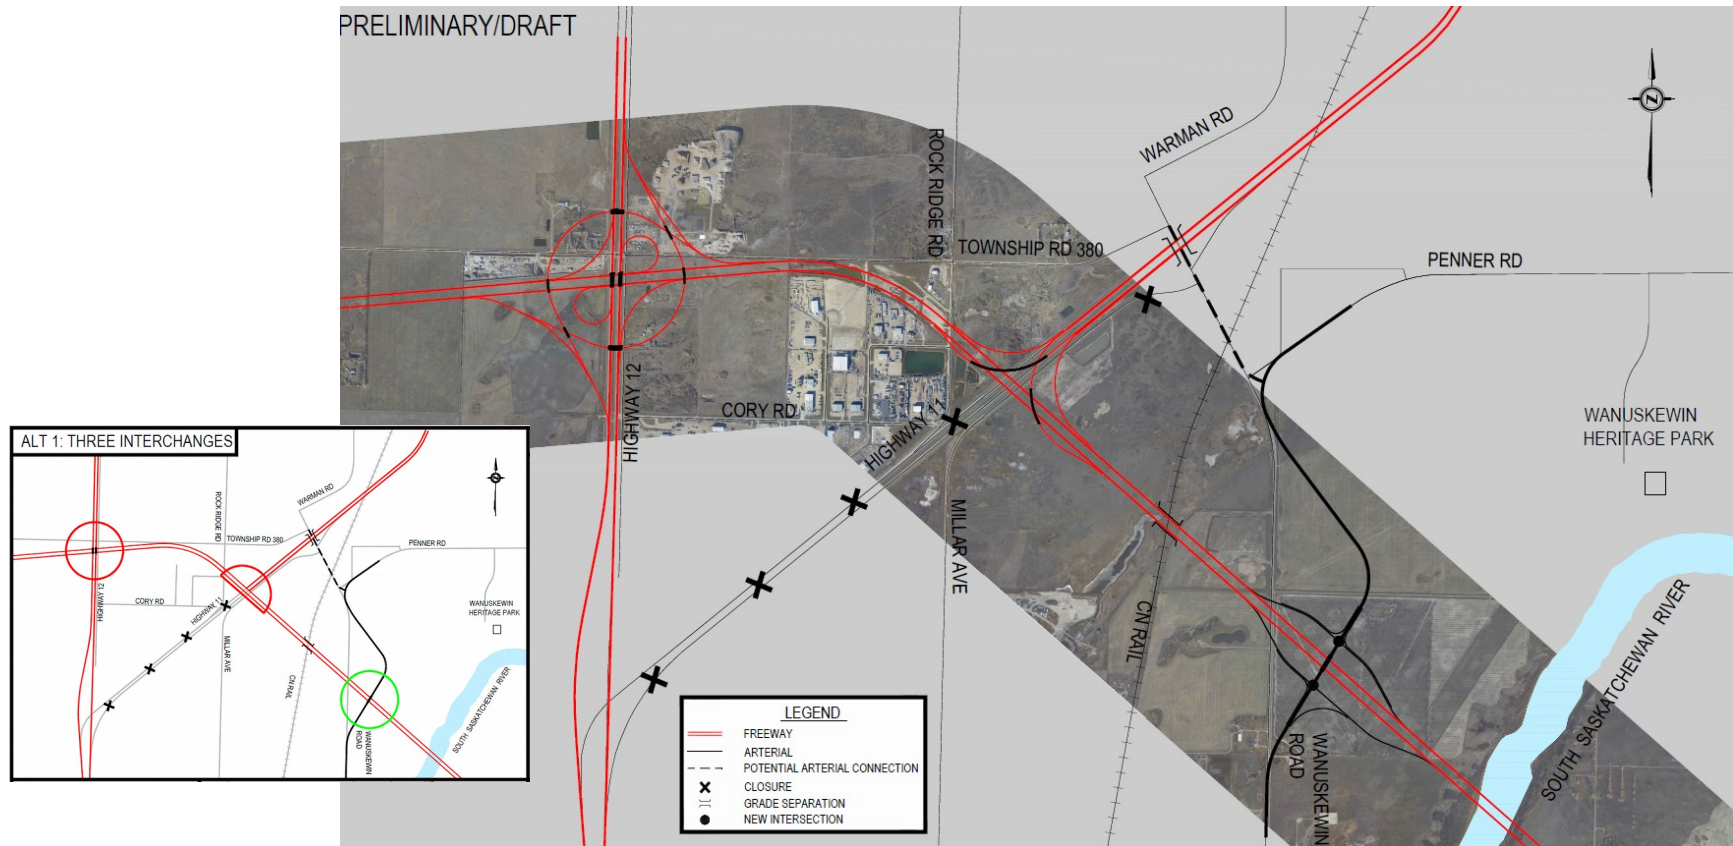 PRELIMINARY/DRAFT
WARMAN RD
ROCK RIDGE RD
TOWNSHIP RD 380
PENNER RD
N
HIGHWAY 12
CORY RD
HIGHWAY
WANUSKEWIN
HERITAGE PARK
MILLAR AVE
CN RAIL
SOUTH SASKATCHEWAN RIVER
WANUSKEWIN
ROAD
LEGEND
FREEWAY
ARTERIAL
POTENTIAL ARTERIAL CONNECTION
CLOSURE
GRADE SEPARATION
NEW INTERSECTION
ALT 1: THREE INTERCHANGES
WARMAN RD
ROCK RIDGE RD
TOWNSHIP RD 380
PENNER RD
HIGHWAY 12
CORY RD
HIGHWAY 11
WANUSKEWIN
HERITAGE PARK
MILLAR AVE
CN RAIL
SOUTH SASKATCHEWAN RIVER
WANUSKEWIN
ROAD